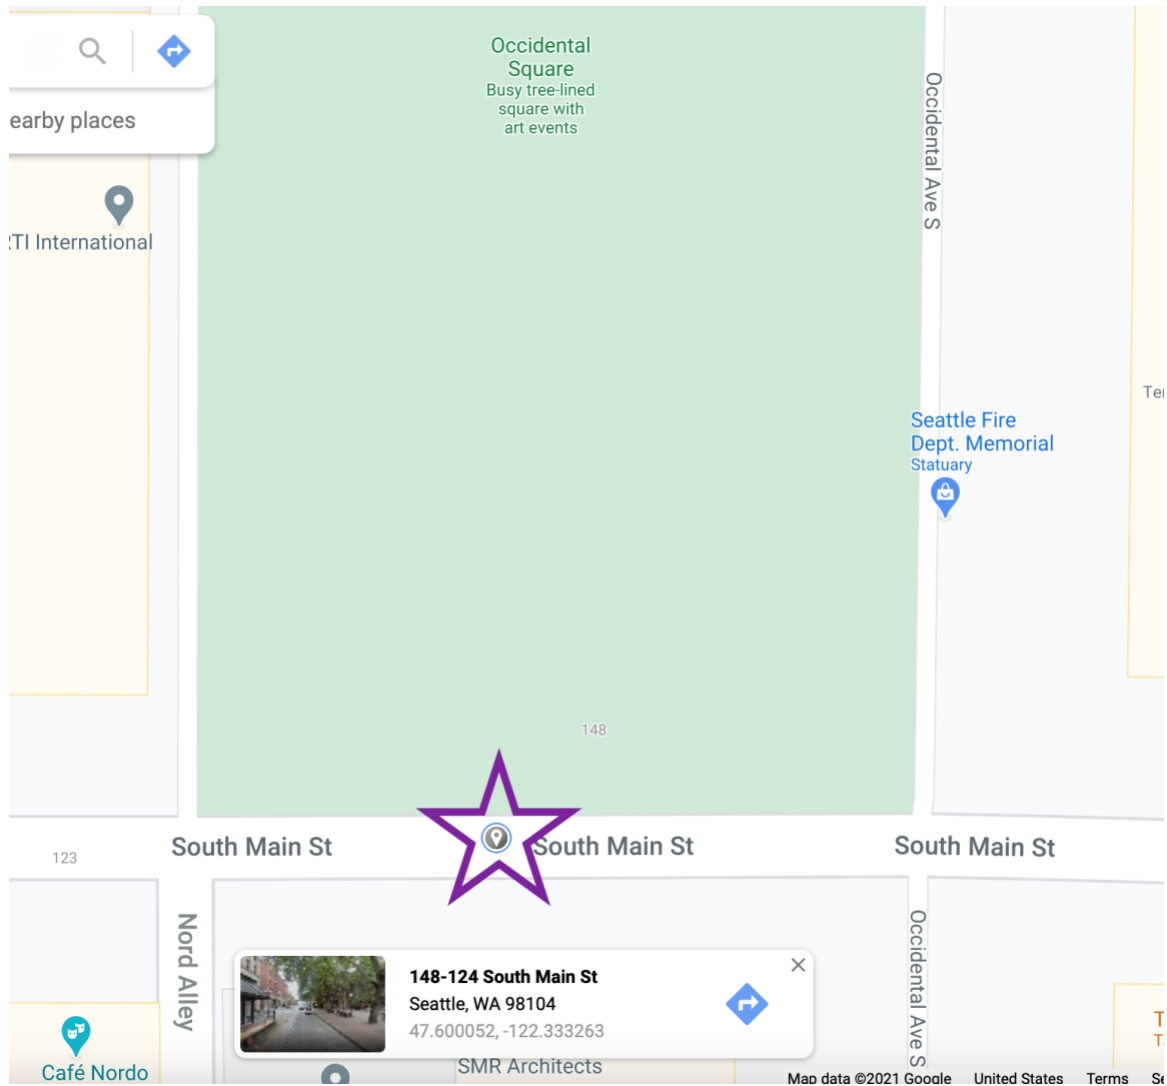 Occidental
Square
Busy tree-lined
square with
art events
earby places
Occidental Ave S
TI International
Seattle Fire
Dept. Memorial
Statuary
148
South Main St
South Main St
South Main St
123
Nord Alley
Occidental Ave S
148-124 South Main St
Seattle, WA 98104
47.600052, -122.333263
SMR Architects
Café Nordo
Map data ©2021 Google United States Terms